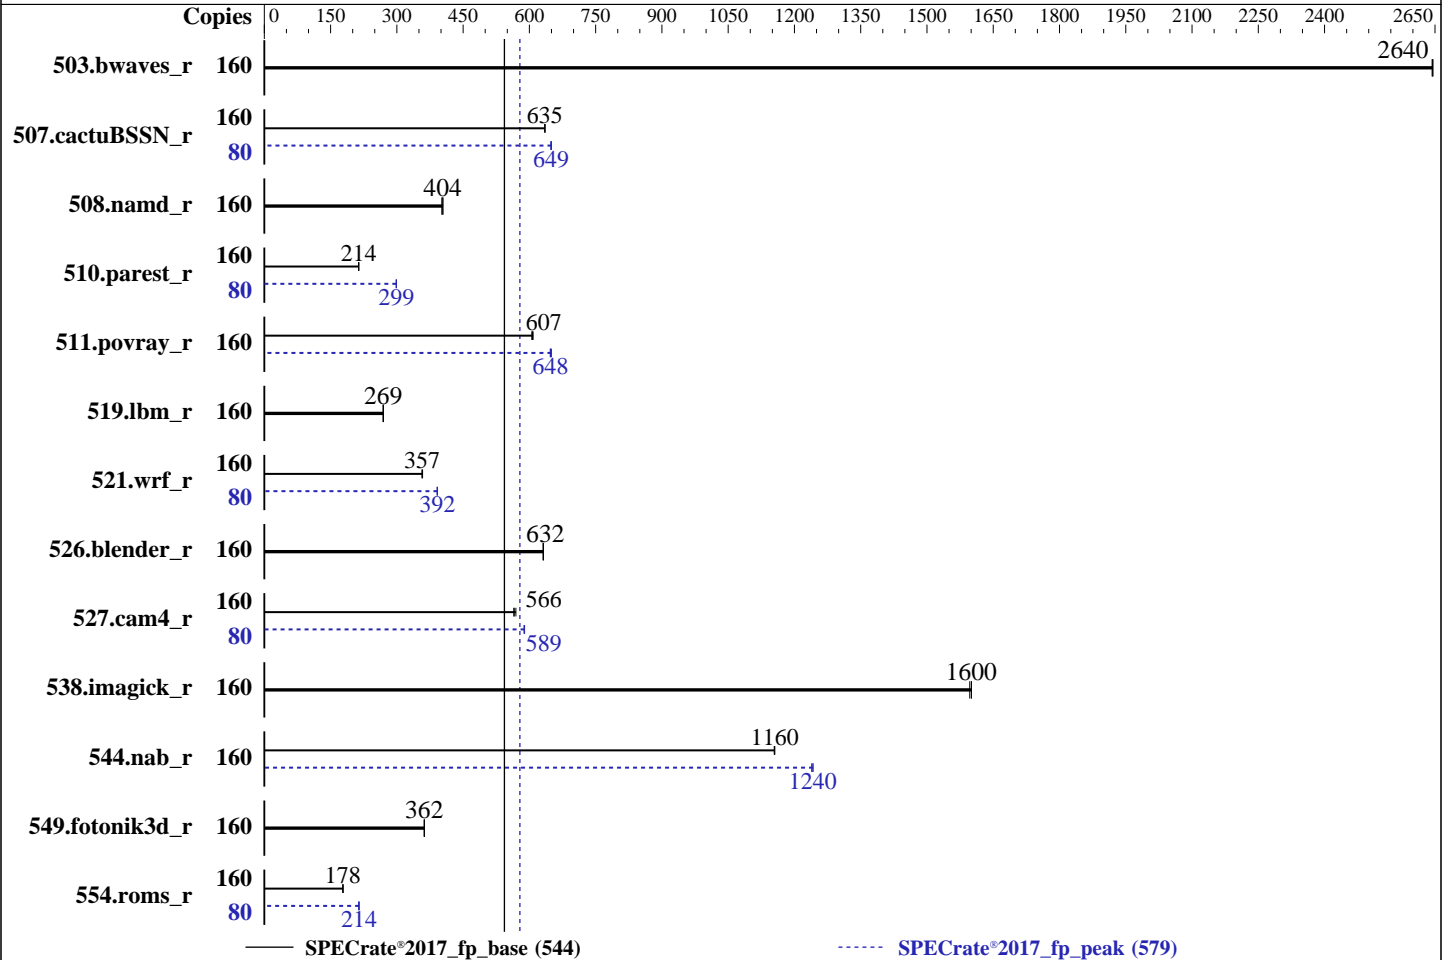 Copies 0 150 300 450 600 750 900 1050 1200 1350 1500 1650 1800 1950 2100 2250 2400 2650
503.bwaves_r 160 2640
507.cactuBSSN_r 160 635
80 649
508.namd_r 160 404
510.parest_r 160 214
80 299
511.povray_r 160 607
648
519.lbm_r 160 269
521.wrf_r 160 357
80 392
526.blender_r 160 632
527.cam4_r 160 566
80 589
538.imagick_r 160 1600
544.nab_r 160 1160
1240
549.fotonik3d_r 160 362
554.roms_r 160 178
80 214
SPECrate®2017_fp_base (544) SPECrate®2017_fp_peak (579)